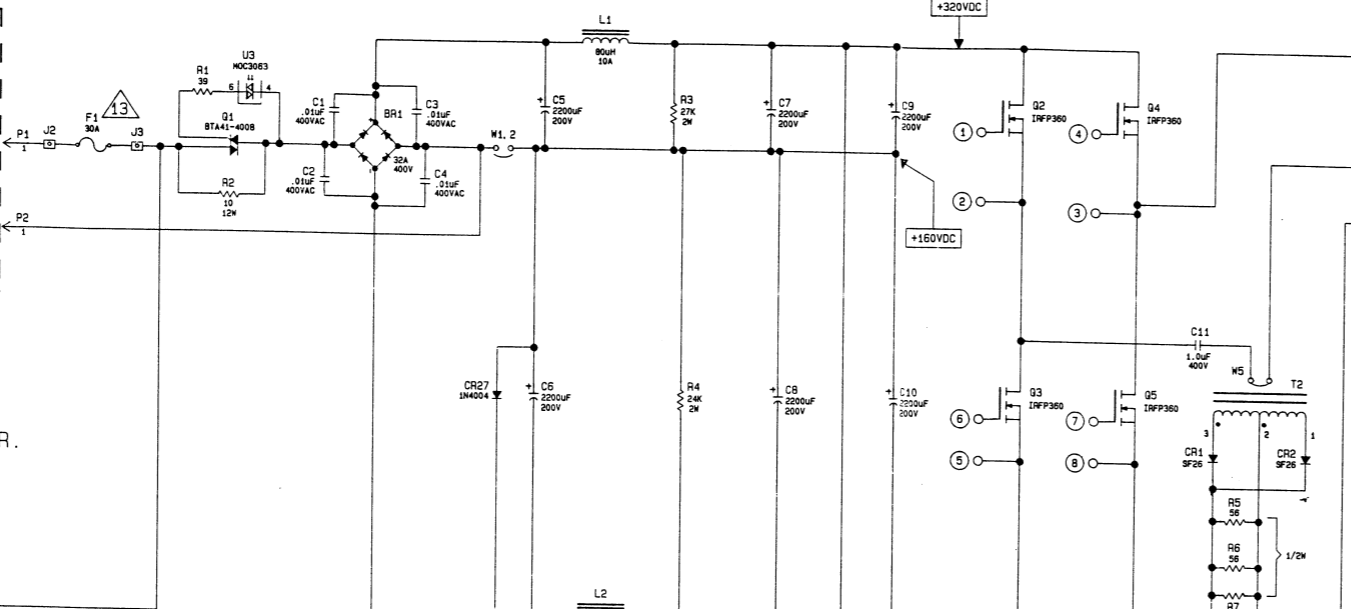 +320VDC
L1
80uH
10A
U3
MOC3063
R1
39
6
4
13
F1
30A
Q1
BTA41-400B
P1
1
J2
J3
R2
10
12W
P2
1
C1
.01uF
400VAC
C3
.01uF
400VAC
BR1
32A
400V
C2
.01uF
400VAC
C4
.01uF
400VAC
W1,2
+
C5
2200uF
200V
R3
27K
2W
+
C7
2200uF
200V
+
C9
2200uF
200V
Q2
IRFP360
1
2
Q4
IRFP360
4
3
+160VDC
CR27
1N4004
+
C6
2200uF
200V
R4
24K
2W
+
C8
2200uF
200V
+
C10
2200uF
200V
Q3
IRFP360
6
5
Q5
IRFP360
7
8
C11
1.0uF
400V
W5
T2
3
2
1
CR1
SF26
CR2
SF26
R5
56
R6
56
1/2W
R7
R.
L2